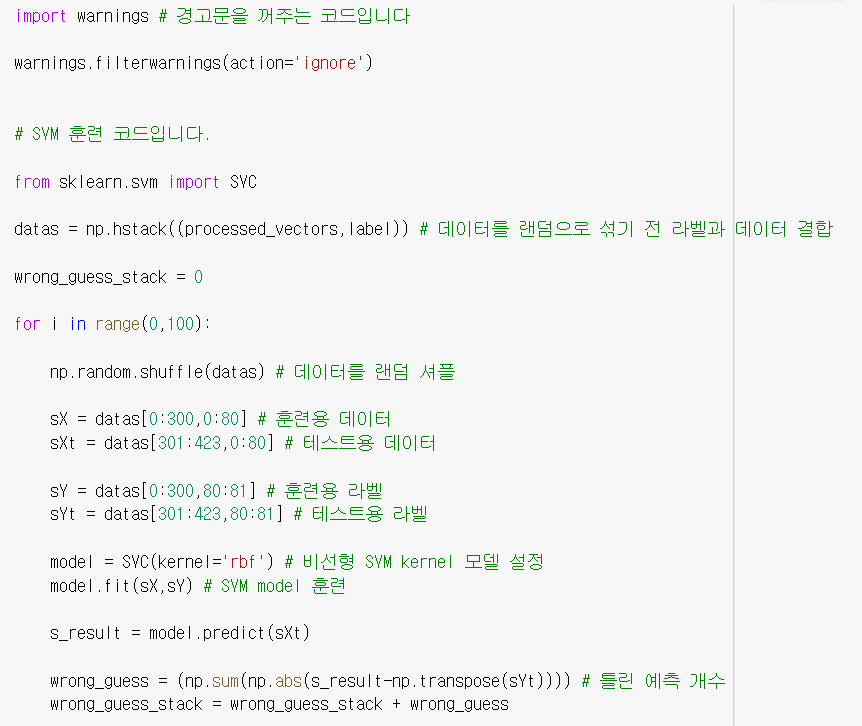 import warnings # 경고문을 꺼주는 코드입니다
warnings.filterwarnings(action='ignore')
# SVM 훈련 코드입니다.
from sklearn.svm import SVC
datas = np.hstack((processed_vectors,label)) # 데이터를 랜덤으로 섞기 전 라벨과 데이터 결합
wrong_guess_stack = 0
for i in range(0,100):
    np.random.shuffle(datas) # 데이터를 랜덤 셔플
    sX = datas[0:300,0:80] # 훈련용 데이터
    sXt = datas[301:423,0:80] # 테스트용 데이터
    sY = datas[0:300,80:81] # 훈련용 라벨
    sYt = datas[301:423,80:81] # 테스트용 라벨
    model = SVC(kernel='rbf') # 비선형 SVM kernel 모델 설정
    model.fit(sX,sY) # SVM model 훈련
    s_result = model.predict(sXt)
    wrong_guess = (np.sum(np.abs(s_result-np.transpose(sYt)))) # 틀린 예측 개수
    wrong_guess_stack = wrong_guess_stack + wrong_guess